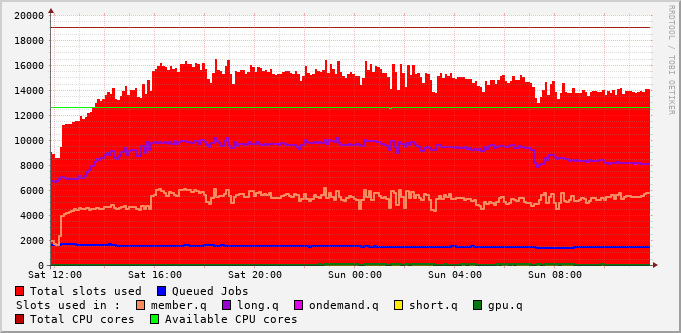 20000
18000
16000
14000
12000
10000
8000
6000
4000
2000
0
Sat 12:00 Sat 16:00 Sat 20:00 Sun 00:00 Sun 04:00 Sun 08:00
Total slots used Queued Jobs
Slots used in : member.q long.q ondemand.q short.q gpu.q
Total CPU cores Available CPU cores
RRDTOOL / TOBI OETIKER